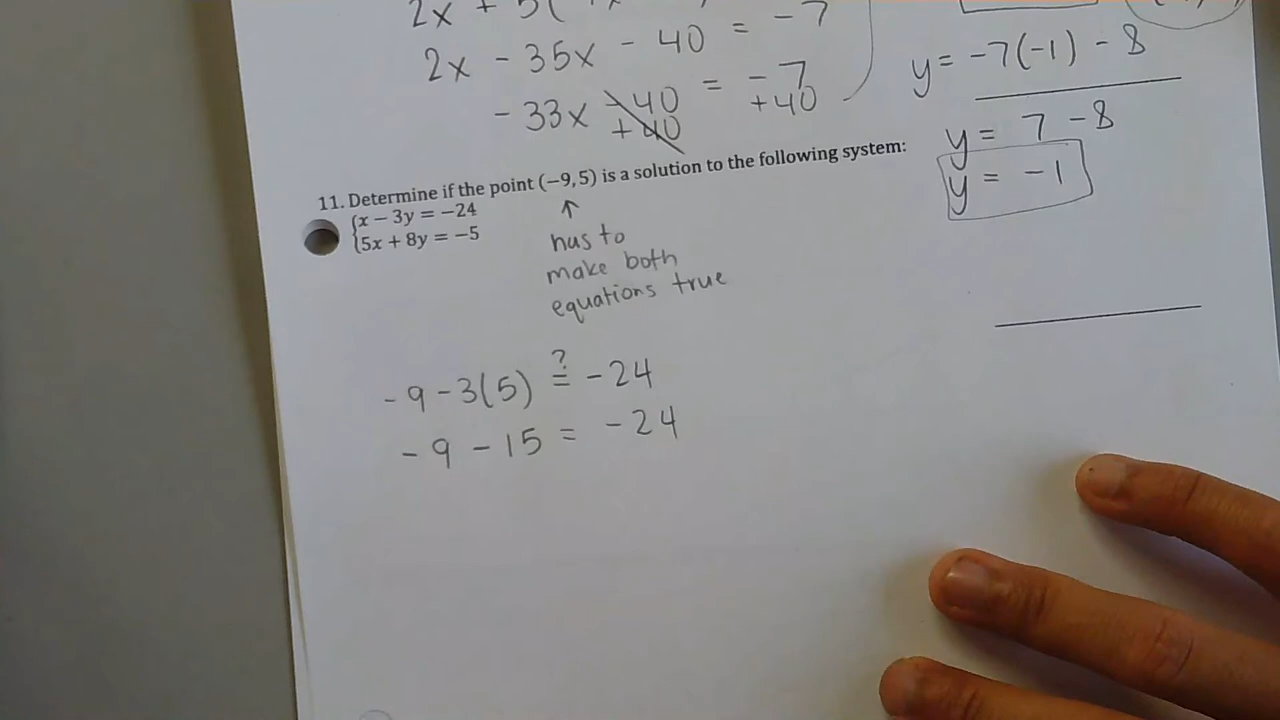 2x + 5(
2x - 35x - 40 = -7
- 33x - 40 = -7
+ 40 +40
y = -7(-1) - 8
y = 7 - 8
y = -1
11. Determine if the point (−9, 5) is a solution to the following system:
x − 3y = −24
5x + 8y = −5
↑
has to
make both
equations true
?
- 9 - 3(5) = - 24
- 9 - 15 = - 24